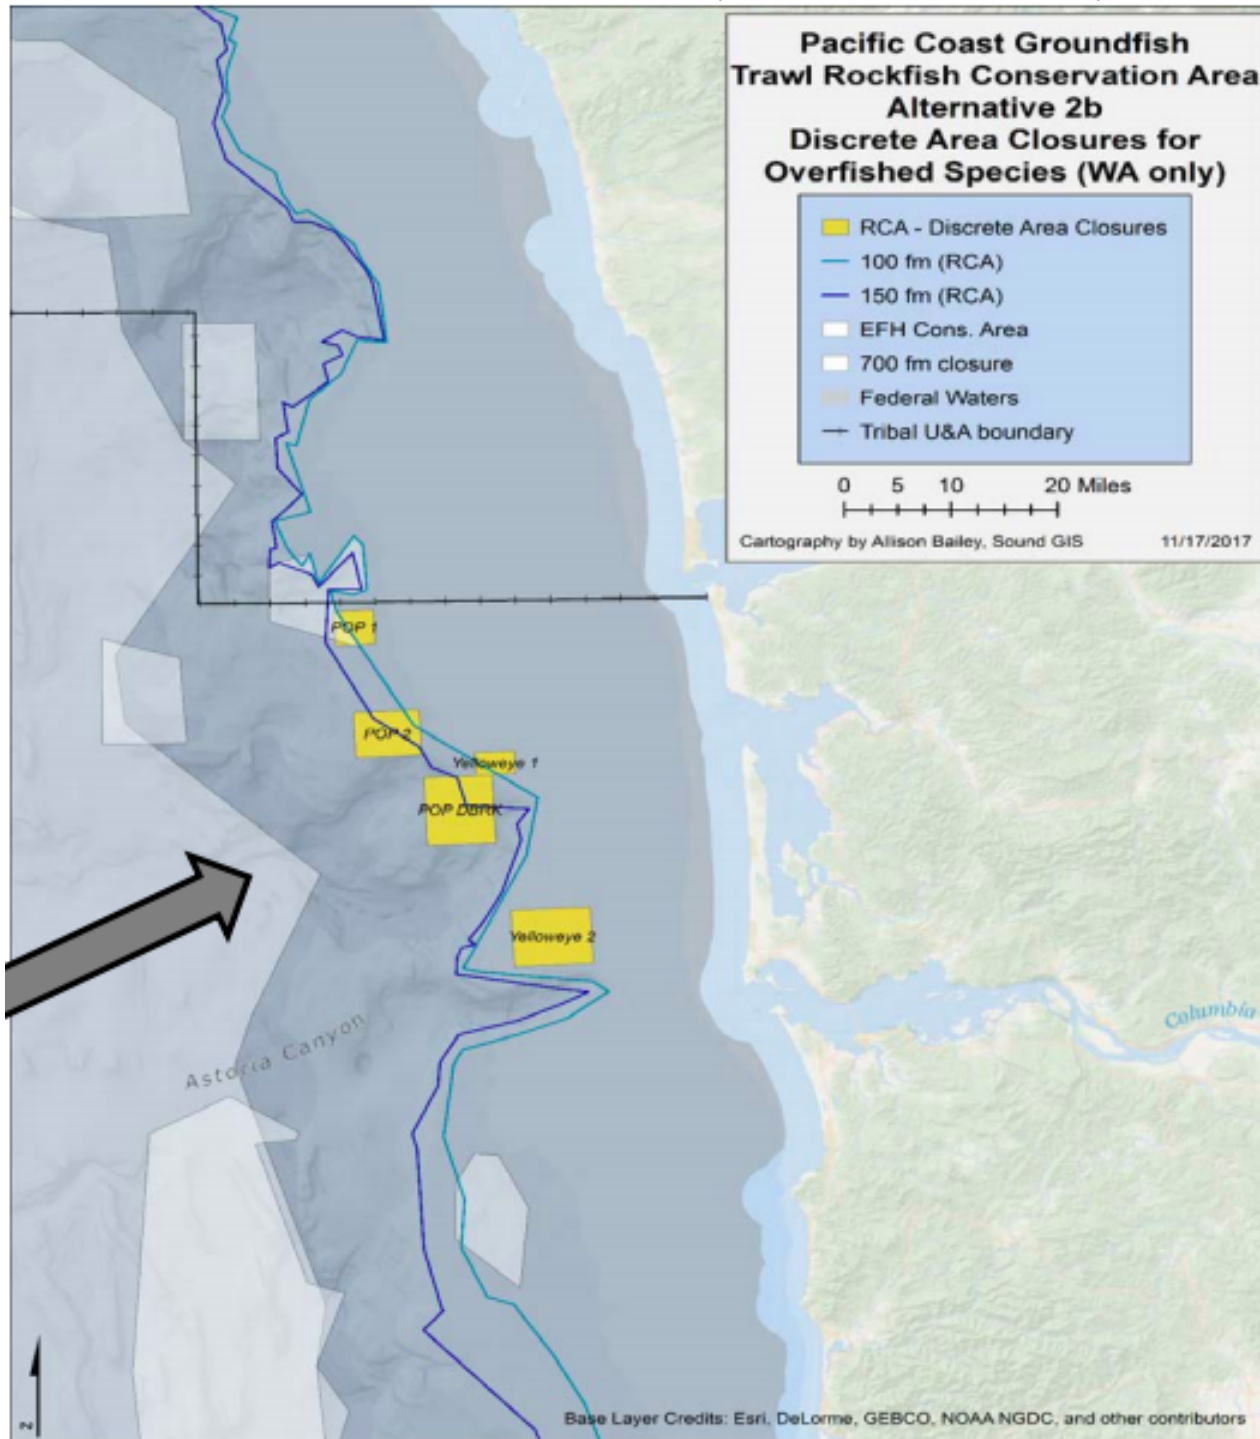 Pacific Coast Groundfish
Trawl Rockfish Conservation Area
Alternative 2b
Discrete Area Closures for
Overfished Species (WA only)
RCA - Discrete Area Closures
100 fm (RCA)
150 fm (RCA)
EFH Cons. Area
700 fm closure
Federal Waters
Tribal U&A boundary
0 5 10 20 Miles
Cartography by Allison Bailey, Sound GIS 11/17/2017
POP 1
POP 2
Yelloweye 1
POP DBRK
Yelloweye 2
Columbia
Astoria Canyon
N
Base Layer Credits: Esri, DeLorme, GEBCO, NOAA NGDC, and other contributors